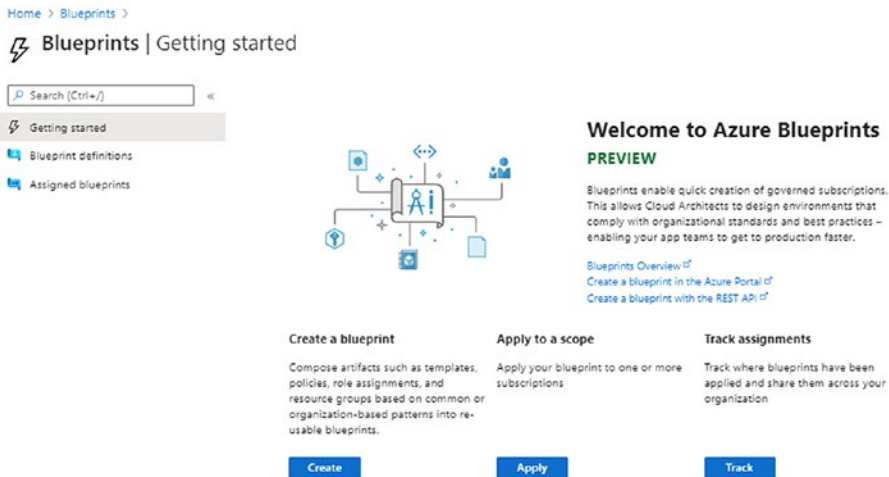 Home > Blueprints >
Blueprints | Getting started
Search (Ctrl+/)
«
Getting started
Blueprint definitions
Assigned blueprints
Welcome to Azure Blueprints
PREVIEW
Blueprints enable quick creation of governed subscriptions.
This allows Cloud Architects to design environments that
comply with organizational standards and best practices –
enabling your app teams to get to production faster.
Blueprints Overview
Create a blueprint in the Azure Portal
Create a blueprint with the REST API
Create a blueprint
Compose artifacts such as templates,
policies, role assignments, and
resource groups based on common or
organization-based patterns into re-
usable blueprints.
Create
Apply to a scope
Apply your blueprint to one or more
subscriptions
Apply
Track assignments
Track where blueprints have been
applied and share them across your
organization
Track